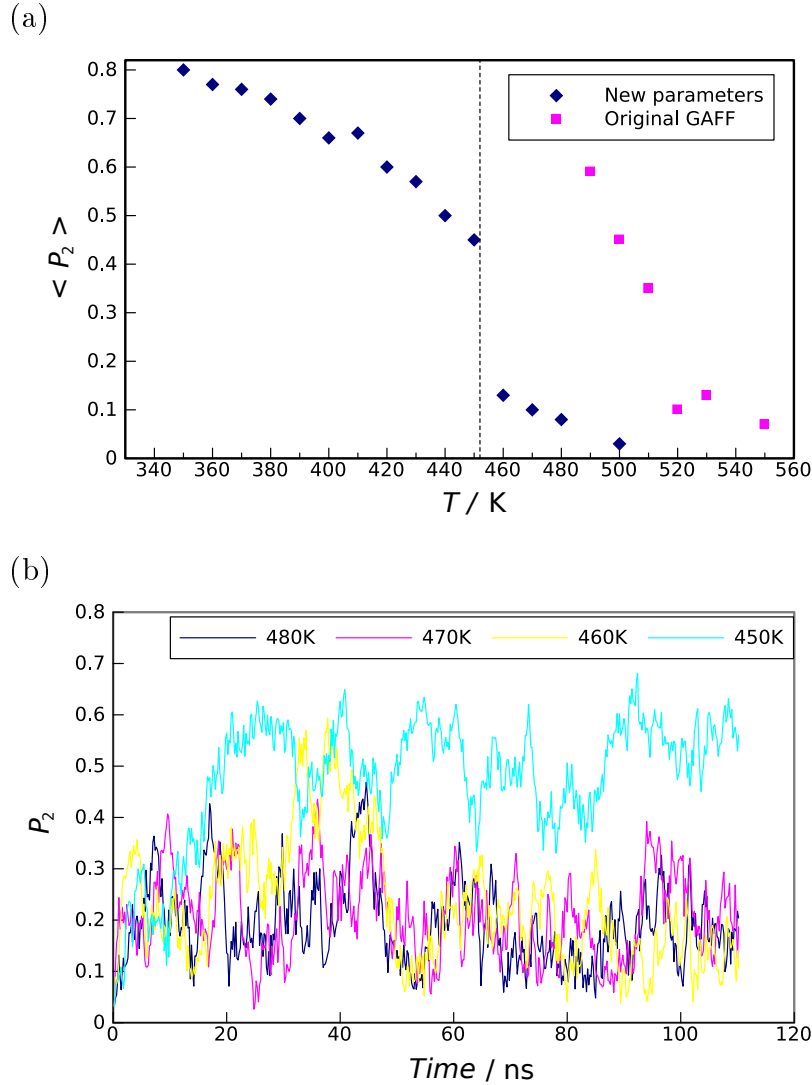 (a)
0.8
0.7
0.6
0.5
0.4
0.3
0.2
0.1
0
< P2 >
New parameters
Original GAFF
340 360 380 400 420 440 460 480 500 520 540 560
T / K
(b)
0.8
0.7
0.6
0.5
0.4
0.3
0.2
0.1
0
P2
480K 470K 460K 450K
0 20 40 60 80 100 120
Time / ns